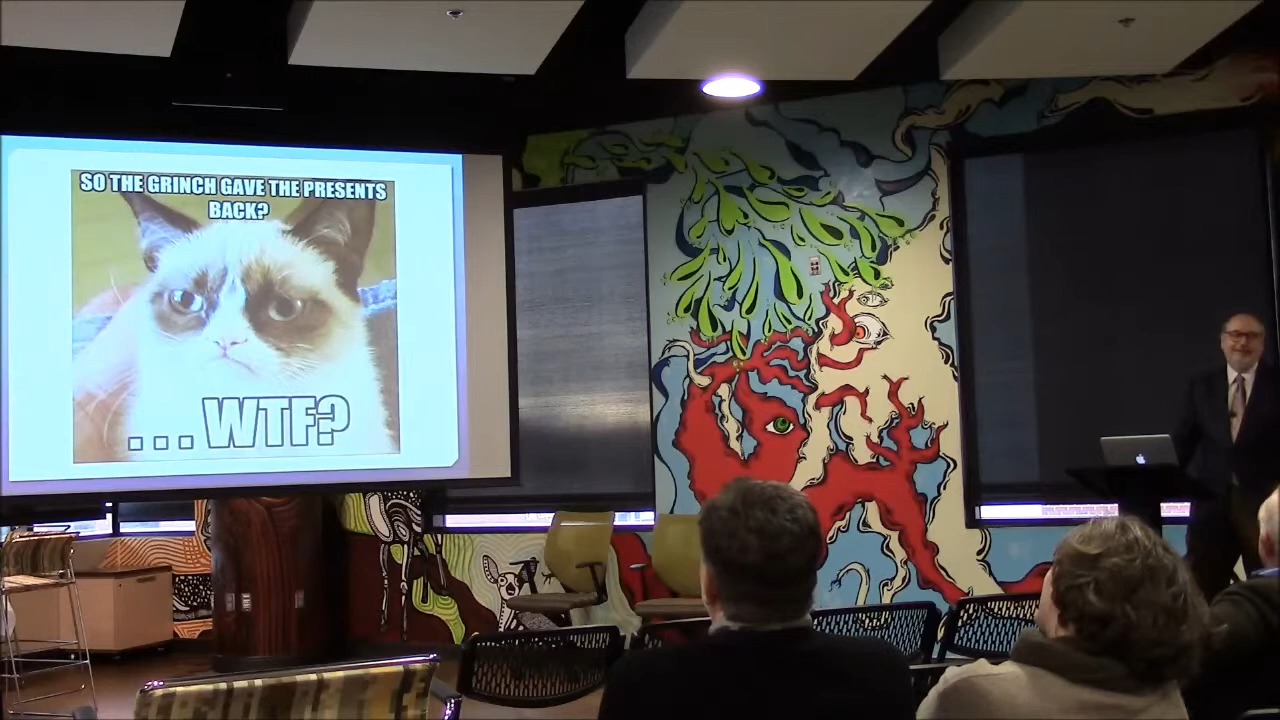 SO THE GRINCH GAVE THE PRESENTS
BACK?
...WTF?